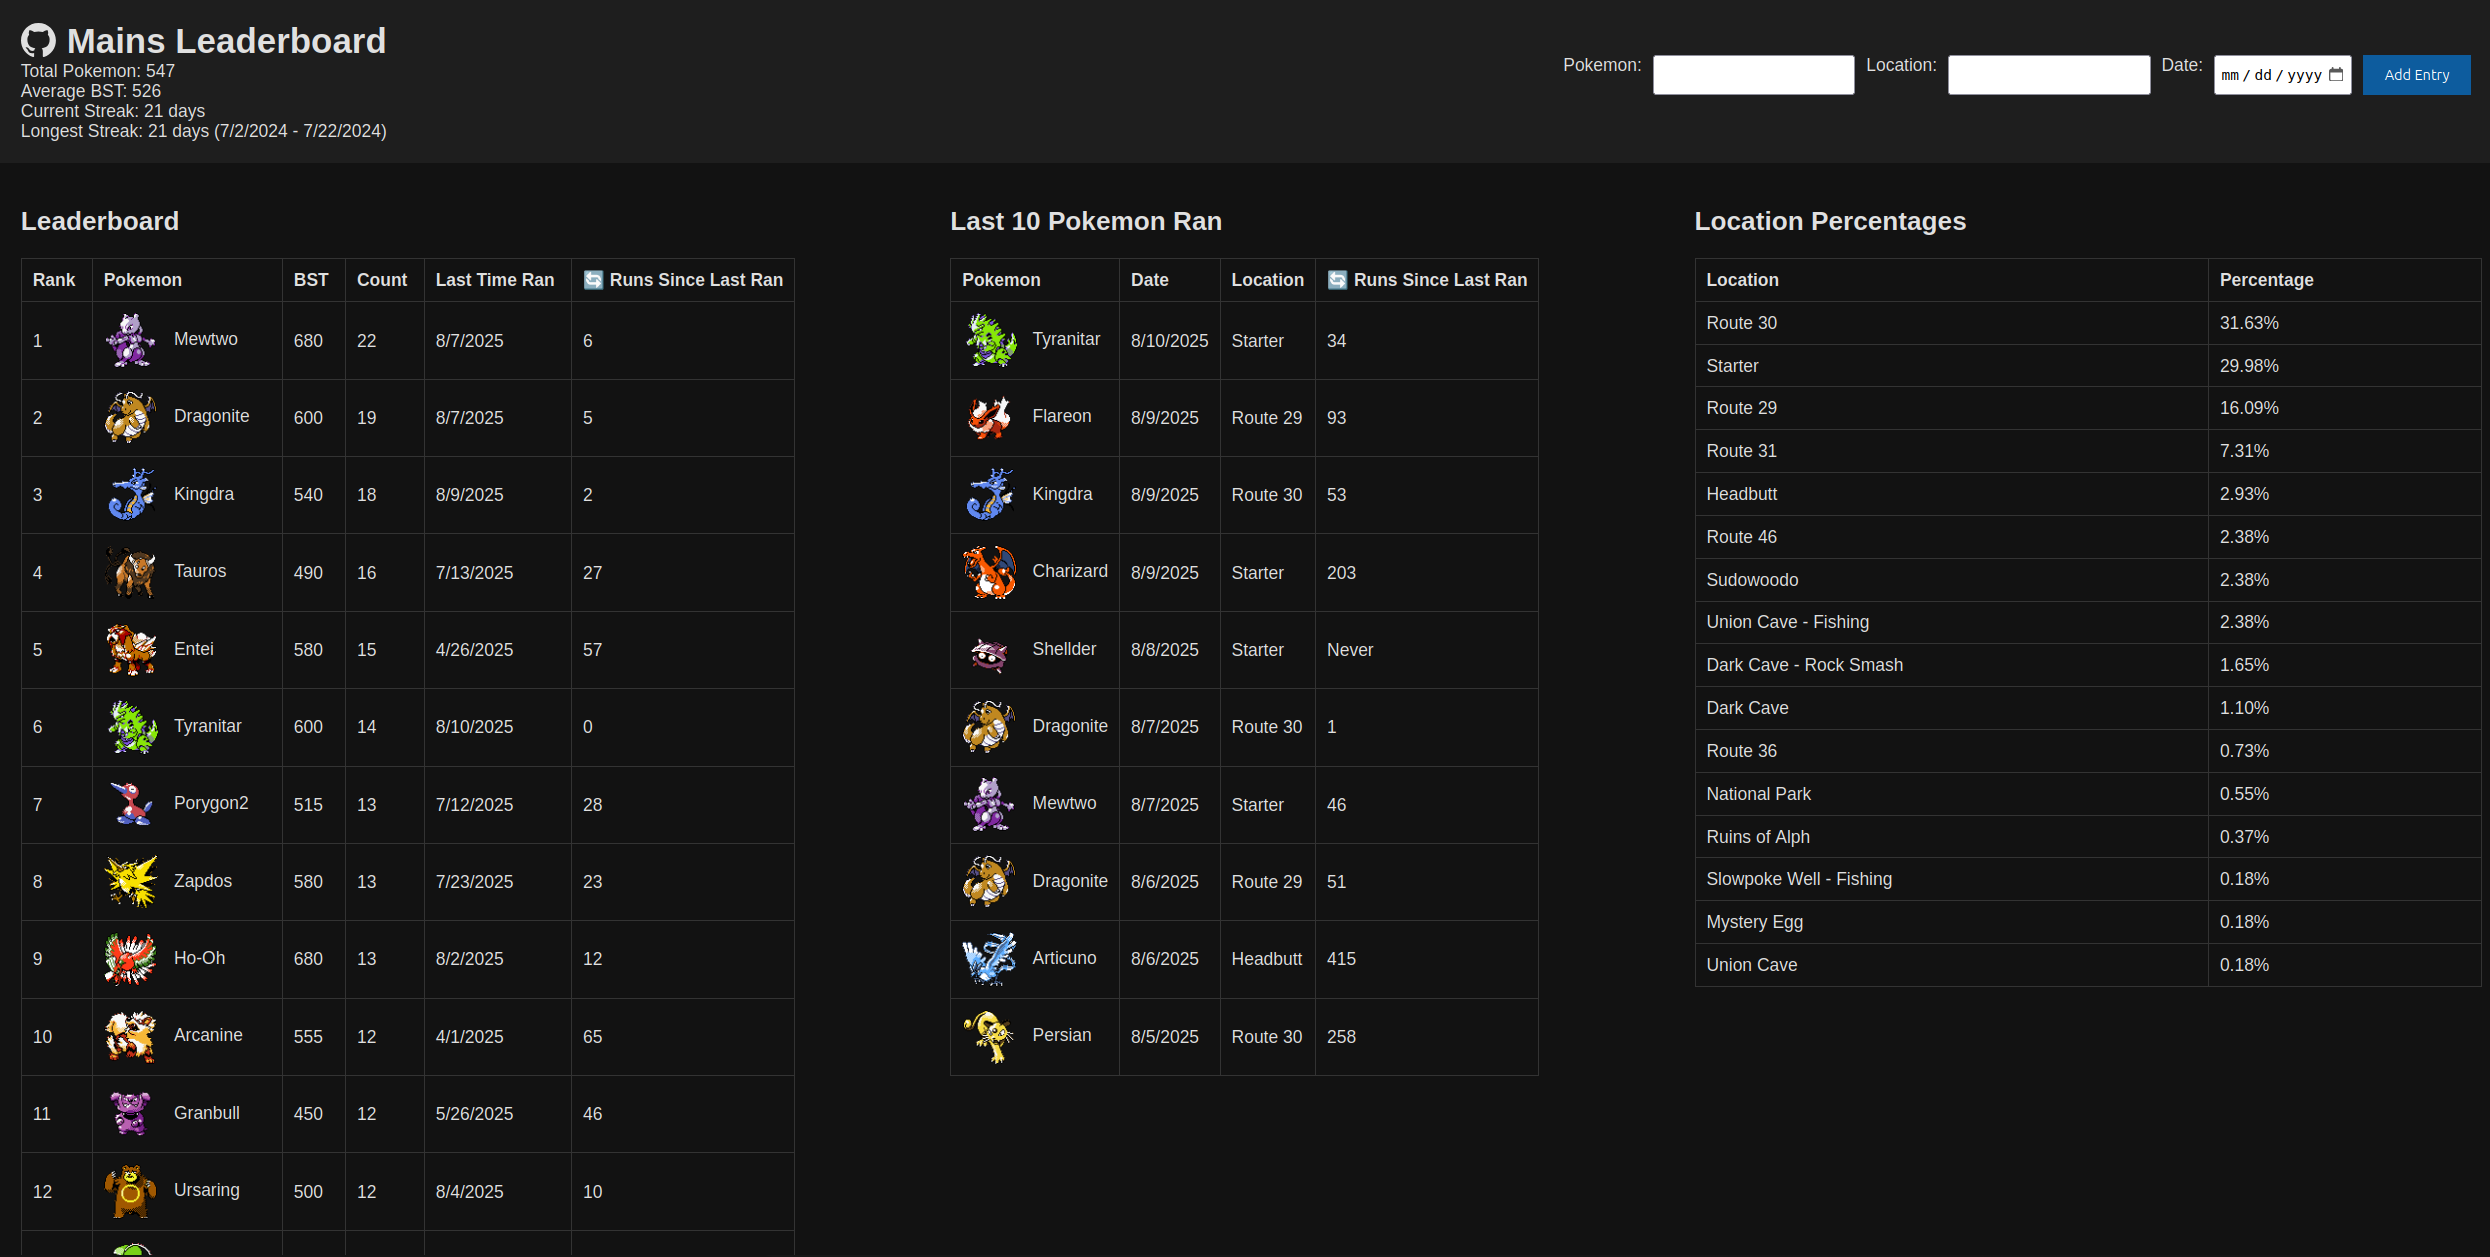 Mains Leaderboard
Total Pokemon: 547
Average BST: 526
Current Streak: 21 days
Longest Streak: 21 days (7/2/2024 - 7/22/2024)
Pokemon: Location: Date: mm / dd / yyyy Add Entry
Leaderboard
Rank Pokemon BST Count Last Time Ran 🔄 Runs Since Last Ran
1 Mewtwo 680 22 8/7/2025 6
2 Dragonite 600 19 8/7/2025 5
3 Kingdra 540 18 8/9/2025 2
4 Tauros 490 16 7/13/2025 27
5 Entei 580 15 4/26/2025 57
6 Tyranitar 600 14 8/10/2025 0
7 Porygon2 515 13 7/12/2025 28
8 Zapdos 580 13 7/23/2025 23
9 Ho-Oh 680 13 8/2/2025 12
10 Arcanine 555 12 4/1/2025 65
11 Granbull 450 12 5/26/2025 46
12 Ursaring 500 12 8/4/2025 10
Last 10 Pokemon Ran
Pokemon Date Location 🔄 Runs Since Last Ran
Tyranitar 8/10/2025 Starter 34
Flareon 8/9/2025 Route 29 93
Kingdra 8/9/2025 Route 30 53
Charizard 8/9/2025 Starter 203
Shellder 8/8/2025 Starter Never
Dragonite 8/7/2025 Route 30 1
Mewtwo 8/7/2025 Starter 46
Dragonite 8/6/2025 Route 29 51
Articuno 8/6/2025 Headbutt 415
Persian 8/5/2025 Route 30 258
Location Percentages
Location Percentage
Route 30 31.63%
Starter 29.98%
Route 29 16.09%
Route 31 7.31%
Headbutt 2.93%
Route 46 2.38%
Sudowoodo 2.38%
Union Cave - Fishing 2.38%
Dark Cave - Rock Smash 1.65%
Dark Cave 1.10%
Route 36 0.73%
National Park 0.55%
Ruins of Alph 0.37%
Slowpoke Well - Fishing 0.18%
Mystery Egg 0.18%
Union Cave 0.18%